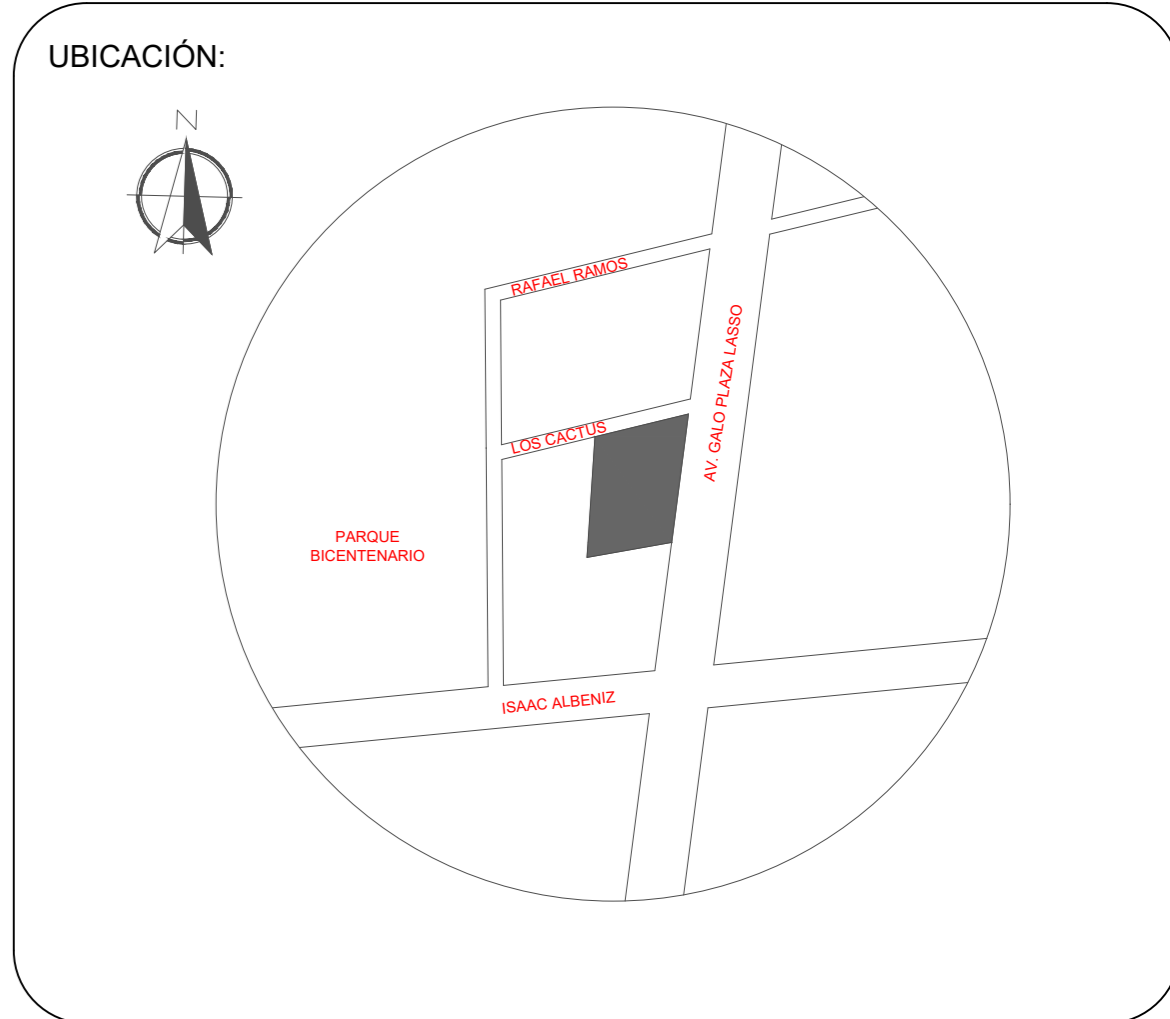 UBICACIÓN:
N
RAFAEL RAMOS
AV. GALO PLAZA LASSO
LOS CACTUS
PARQUE
BICENTENARIO
ISAAC ALBENIZ